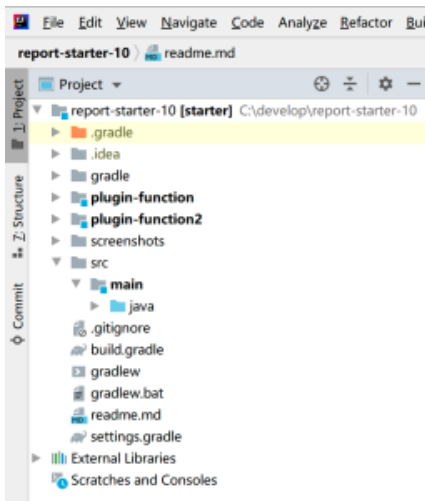 File Edit View Navigate Code Analyze Refactor
report-starter-10 readme.md
Project
report-starter-10 [starter] C:\develop\report-starter-10
.gradle
.idea
gradle
plugin-function
plugin-function2
screenshots
src
main
java
.gitignore
build.gradle
gradlew
gradlew.bat
readme.md
settings.gradle
External Libraries
Scratches and Consoles
1: Project
Z: Structure
Commit